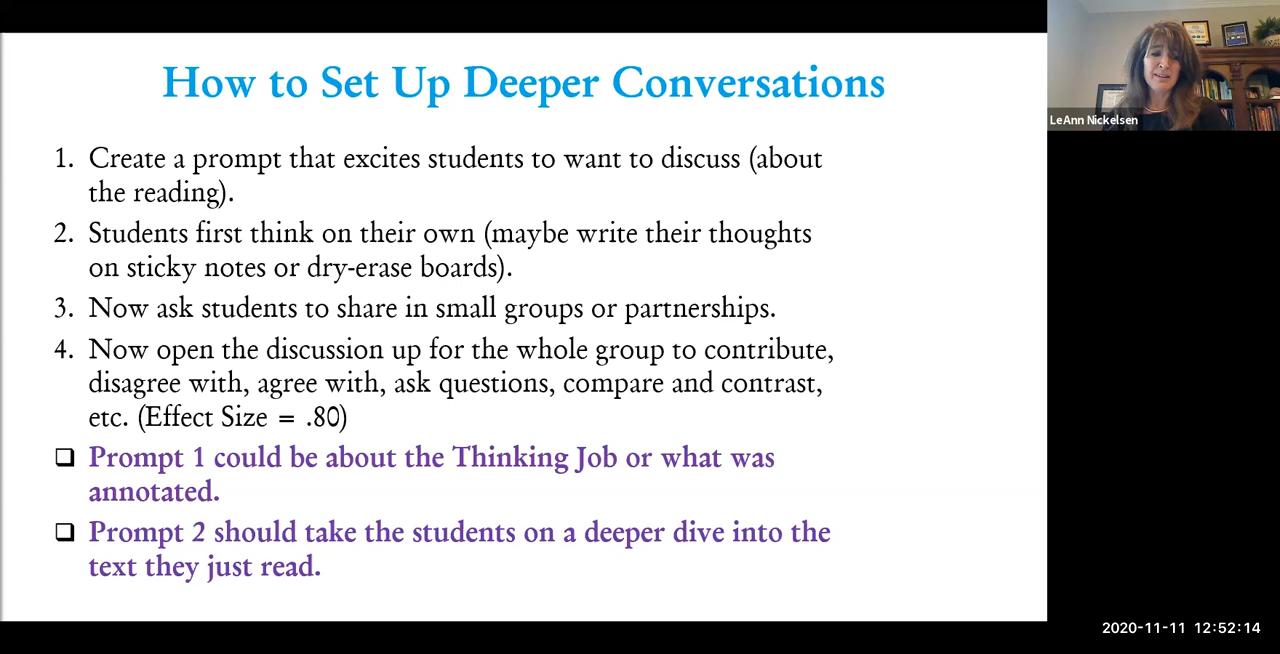 How to Set Up Deeper Conversations
1. Create a prompt that excites students to want to discuss (about
the reading).
2. Students first think on their own (maybe write their thoughts
on sticky notes or dry-erase boards).
3. Now ask students to share in small groups or partnerships.
4. Now open the discussion up for the whole group to contribute,
disagree with, agree with, ask questions, compare and contrast,
etc. (Effect Size = .80)
❑ Prompt 1 could be about the Thinking Job or what was
annotated.
❑ Prompt 2 should take the students on a deeper dive into the
text they just read.
LeAnn Nickelsen
2020-11-11 12:52:14